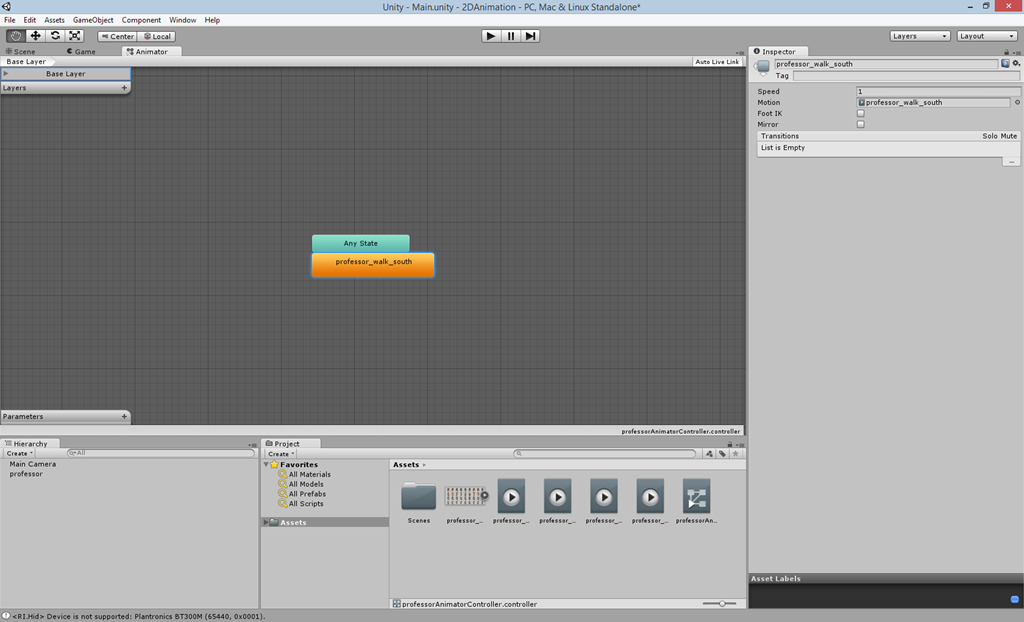 Unity - Main.unity - 2DAnimation - PC, Mac & Linux Standalone*
File Edit Assets GameObject Component Window Help
Center Local Layers Layout
Scene Game Animator
Base Layer Auto Live Link
Base Layer
Layers +
Any State
professor_walk_south
Parameters +
professorAnimatorController.controller
Inspector
professor_walk_south
Tag
Speed 1
Motion professor_walk_south
Foot IK
Mirror
Transitions Solo Mute
List is Empty
Hierarchy
Create All
Main Camera
professor
Project
Create
Favorites
All Materials
All Models
All Prefabs
All Scripts
Assets
Assets
Scenes professor_... professor_... professor_... professor_... professor_... professorAn...
professorAnimatorController.controller
Asset Labels
<RI.Hid> Device is not supported: Plantronics BT300M (65440, 0x0001).